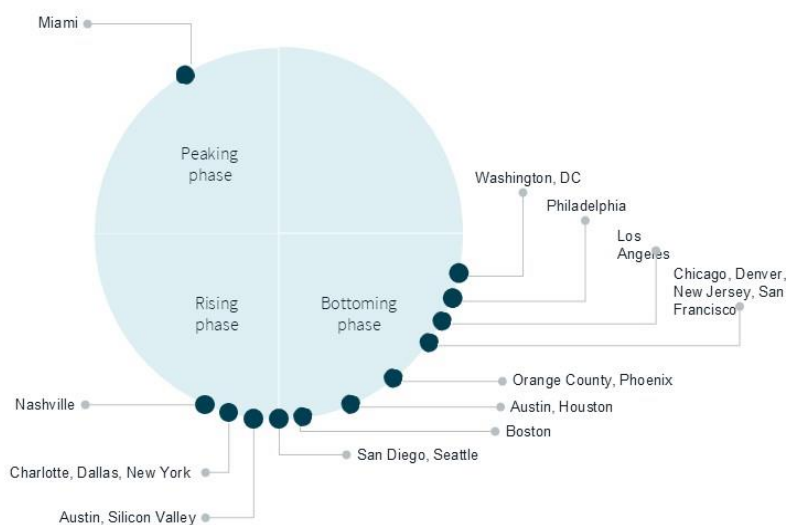 Miami
Peaking
phase
Washington, DC
Philadelphia
Los
Angeles
Chicago, Denver,
New Jersey, San
Francisco
Rising
phase
Bottoming
phase
Orange County, Phoenix
Nashville
Austin, Houston
Boston
San Diego, Seattle
Charlotte, Dallas, New York
Austin, Silicon Valley